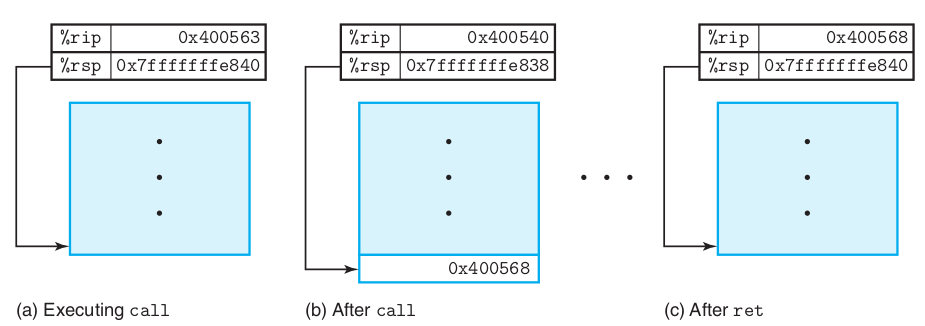 %rip 0x400563
%rsp 0x7fffffffe840
(a) Executing call
%rip 0x400540
%rsp 0x7fffffffe838
0x400568
(b) After call
%rip 0x400568
%rsp 0x7fffffffe840
(c) After ret